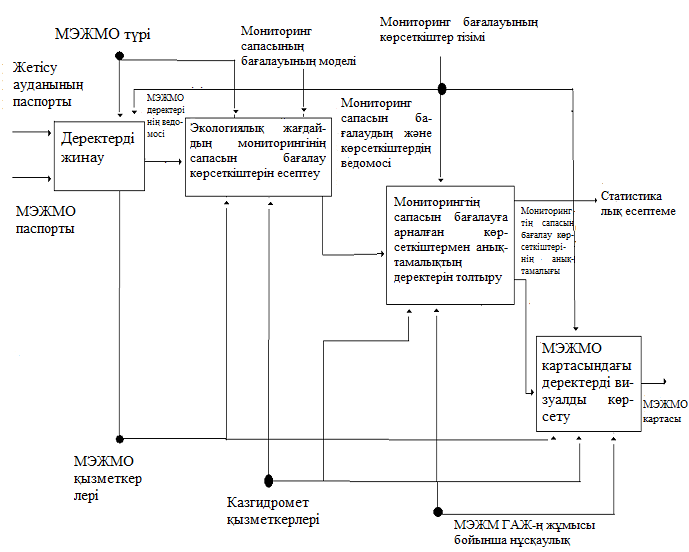 МЭЖМО түрі
Мониторинг
сапасының
бағалауының моделі
Мониторинг бағалауының
көрсеткіштер тізімі
Жетісу
ауданының
паспорты
МЭЖМО
деректері
нің ведо-
мосі
Мониторинг
сапасын ба-
ғалаудың және
көрсеткіштердің
ведомосі
Деректерді
жинау
Экологиялық жағдай-
дың мониторингінің
сапасын бағалау
көрсеткіштерін есептеу
МЭЖМО
паспорты
Мониторингтің
сапасын бағалауға
арналған көр-
сеткіштермен анық-
тамалықтың
деректерін толтыру
Мониторинг-
тің сапасын
бағалау көр-
сеткіштері-
нің анық-
тамалығы
Статистика
лық есептеме
МЭЖМО
картасындағы
деректерді ви-
зуалды көр-
сету
МЭЖМО
картасы
МЭЖМО
қызметкер
лері
Казгидромет
қызметкерлері
МЭЖМ ГАЖ-ң жұмысы
бойынша нұсқаулық